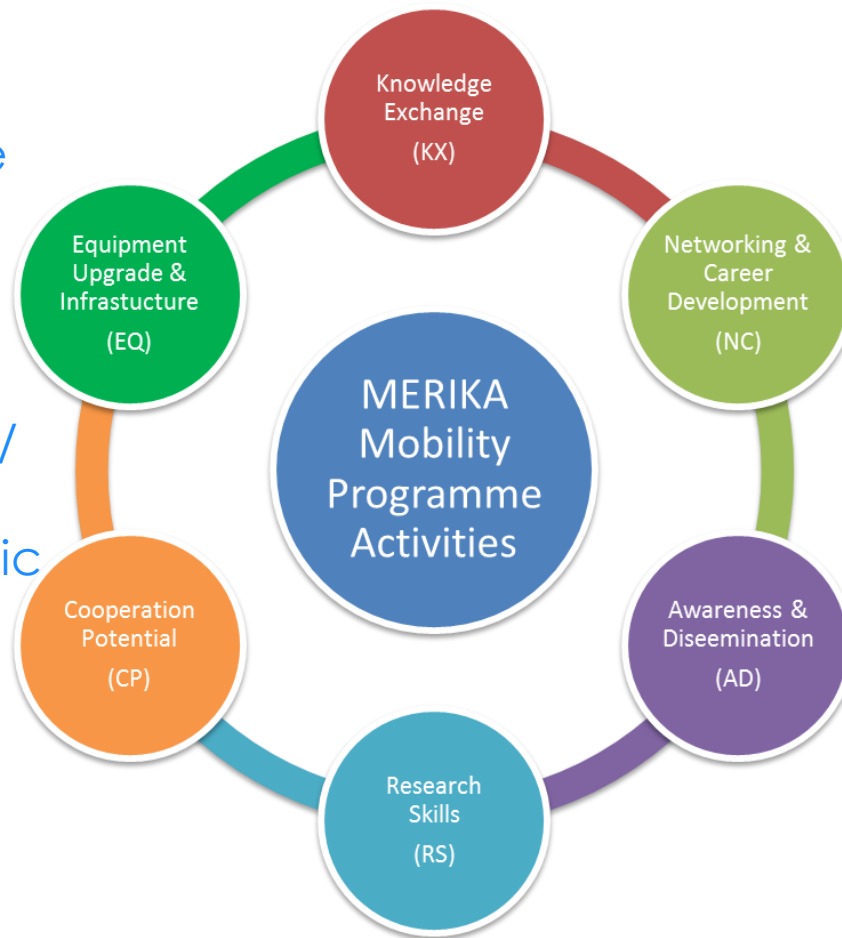 e
/
ic
Knowledge
Exchange
(KX)
Networking &
Career
Development
(NC)
Awareness &
Diseemination
(AD)
Research
Skills
(RS)
Cooperation
Potential
(CP)
Equipment
Upgrade &
Infrastucture
(EQ)
MERIKA
Mobility
Programme
Activities